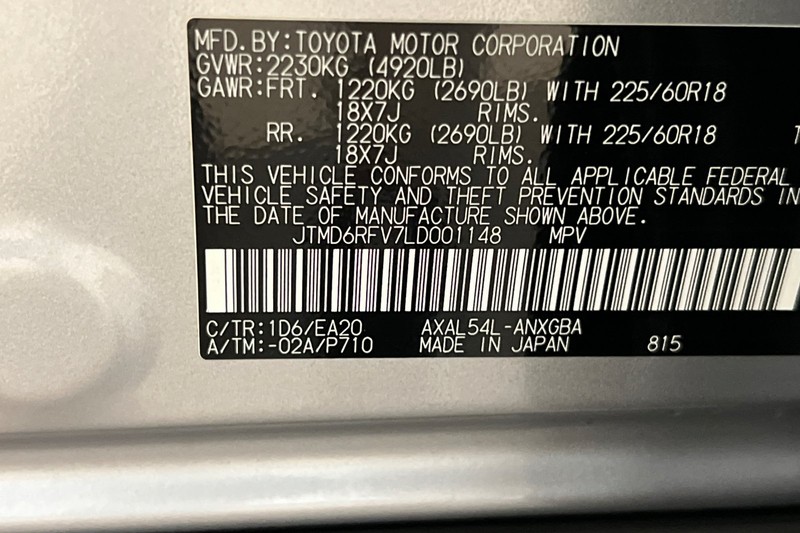 MFD.BY:TOYOTA MOTOR CORPORATION
GVWR:2230KG (4920LB)
GAWR:FRT. 1220KG (2690LB) WITH 225/60R18
18X7J RIMS.
RR. 1220KG (2690LB) WITH 225/60R18 T
18X7J RIMS.
THIS VEHICLE CONFORMS TO ALL APPLICABLE FEDERAL
VEHICLE SAFETY AND THEFT PREVENTION STANDARDS IN
THE DATE OF MANUFACTURE SHOWN ABOVE.
JTMD6RFV7LD001148 MPV
C/TR:1D6/EA20 AXAL54L-ANXGBA
A/TM:-02A/P710 MADE IN JAPAN 815